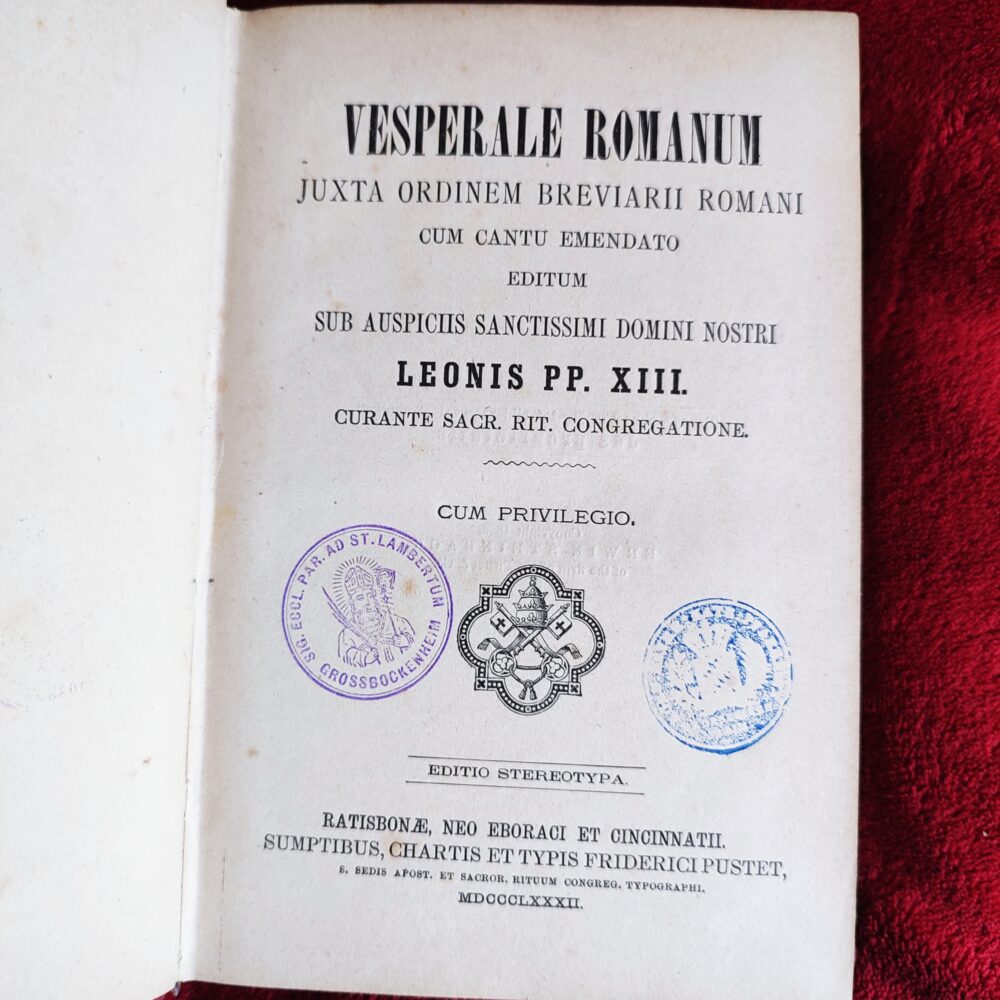 VESPERALE ROMANUM
JUXTA ORDINEM BREVIARII ROMANI
CUM CANTU EMENDATO
EDITUM
SUB AUSPICIIS SANCTISSIMI DOMINI NOSTRI
LEONIS PP. XIII.
CURANTE SACR. RIT. CONGREGATIONE.
CUM PRIVILEGIO.
SIG. ECCL. PAR. AD ST. LAMBERTUM
GROSSBOCKENHEIM
EDITIO STEREOTYPA.
RATISBONÆ, NEO EBORACI ET CINCINNATII.
SUMPTIBUS, CHARTIS ET TYPIS FRIDERICI PUSTET,
S. SEDIS APOST. ET SACROR. RITUUM CONGREG. TYPOGRAPHI.
MDCCCLXXXII.